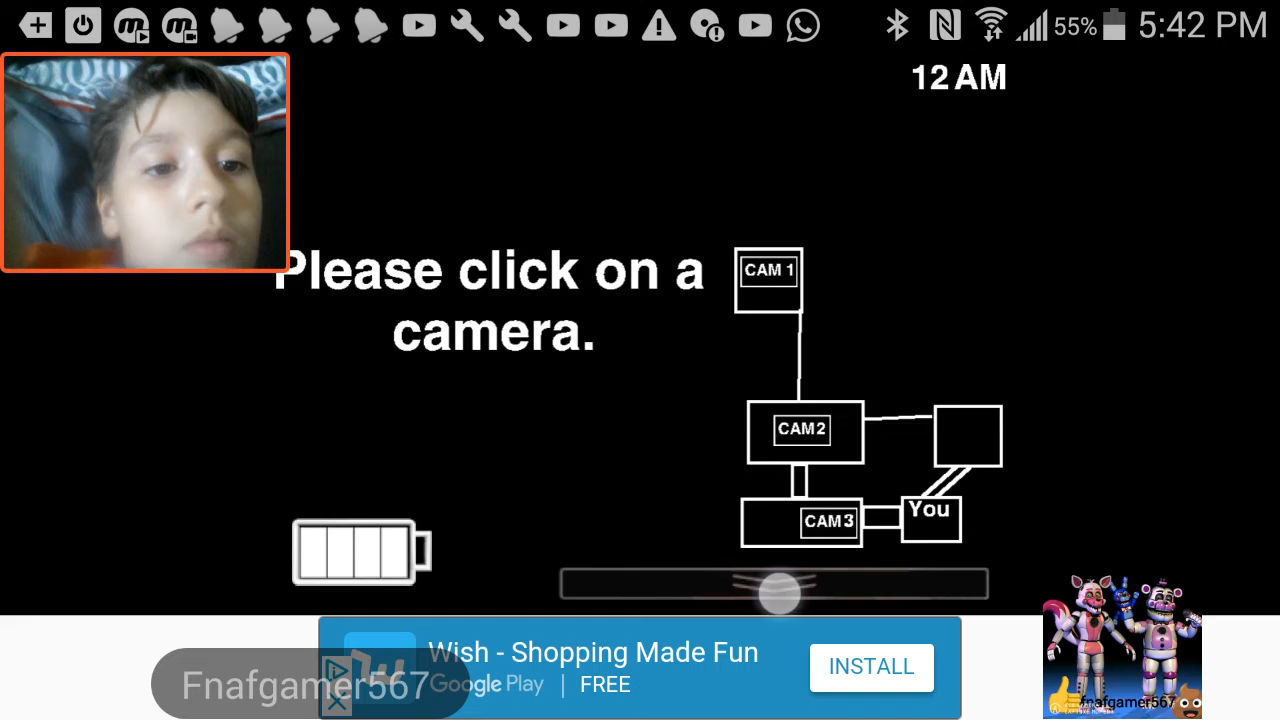 55% 5:42 PM
12 AM
Please click on a
camera.
CAM 1
CAM2
CAM3
You
Wish - Shopping Made Fun
Google Play | FREE
INSTALL
Fnafgamer567
fnafgamer567